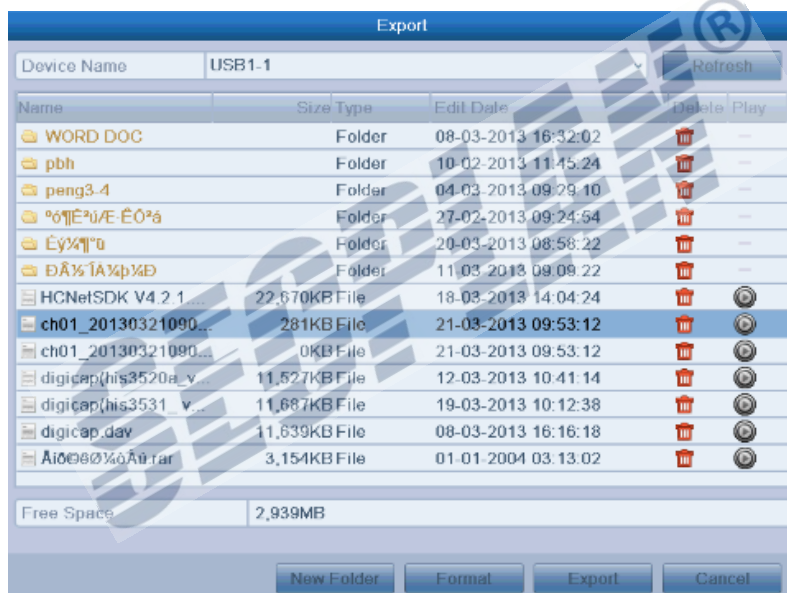 Export
Device Name USB1-1 Refresh
Name Size Type Edit Date Delete Play
WORD DOC Folder 08-03-2013 16:32:02
pbh Folder 10-02-2013 11:45:24
peng3-4 Folder 04-03-2013 09:29:10
Folder 27-02-2013 09:24:54
Folder 20-03-2013 08:58:22
Folder 11-03-2013 09:09:22
HCNetSDK V4.2.1.... 22,670KB File 18-03-2013 14:04:24
ch01_20130321090... 281KB File 21-03-2013 09:53:12
ch01_20130321090... 0KB File 21-03-2013 09:53:12
digicap(his3520a_v... 11,527KB File 12-03-2013 10:41:14
digicap(his3531_ v... 11,687KB File 19-03-2013 10:12:38
digicap.dav 11,639KB File 08-03-2013 16:16:18
3,154KB File 01-01-2004 03:13:02
Free Space 2,939MB
New Folder Format Export Cancel